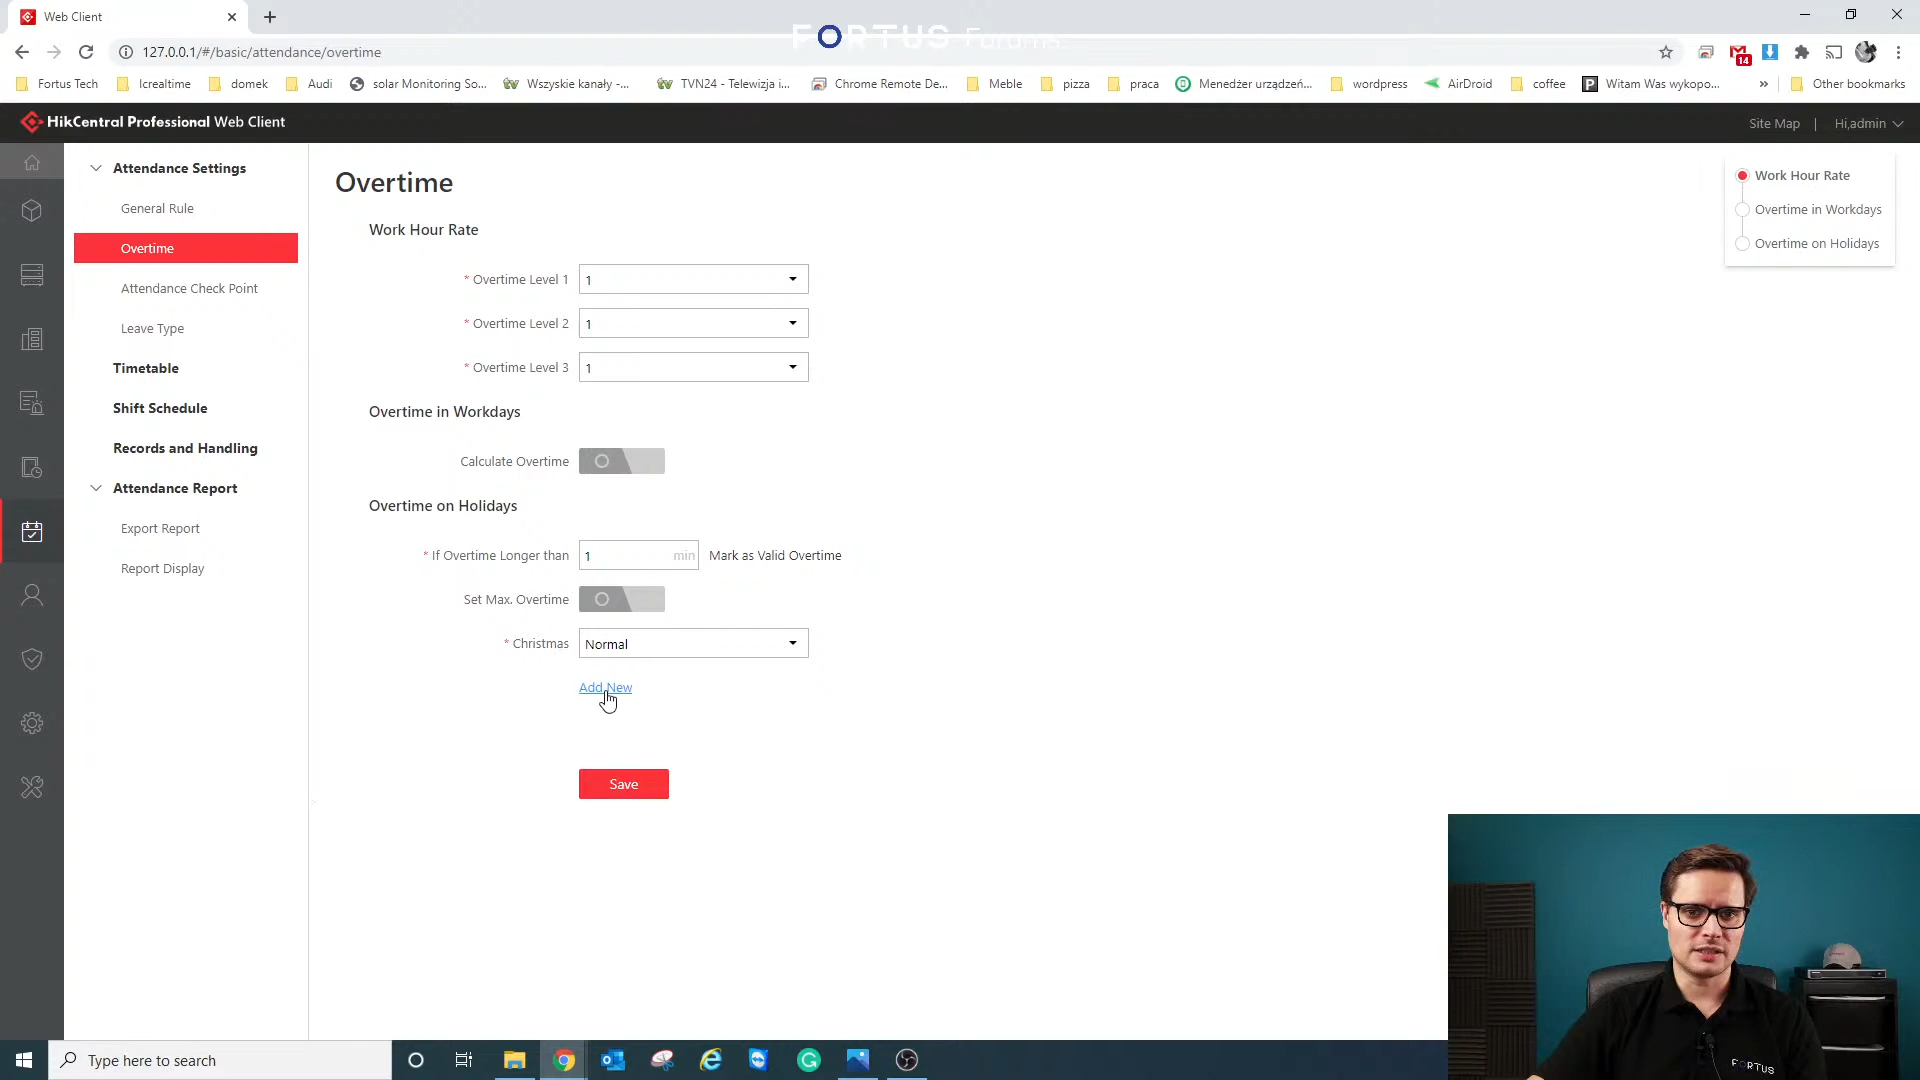 Web Client
FORTUS Forums.
127.0.0.1/#/basic/attendance/overtime
14
Fortus Tech
Icrealtime
domek
Audi
solar Monitoring So...
Wszyskie kanały -...
TVN24 - Telewizja i...
Chrome Remote De...
Meble
pizza
praca
Menedżer urządzeń...
wordpress
AirDroid
coffee
P
Witam Was wykopo...
»
Other bookmarks
HikCentral Professional Web Client
Site Map | Hi,admin
Attendance Settings
General Rule
Overtime
Attendance Check Point
Leave Type
Timetable
Shift Schedule
Records and Handling
Attendance Report
Export Report
Report Display
Overtime
Work Hour Rate
* Overtime Level 1 1
* Overtime Level 2 1
* Overtime Level 3 1
Overtime in Workdays
Calculate Overtime
Overtime on Holidays
* If Overtime Longer than 1 min Mark as Valid Overtime
Set Max. Overtime
* Christmas Normal
Add New
Save
Work Hour Rate
Overtime in Workdays
Overtime on Holidays
FORTUS
Type here to search